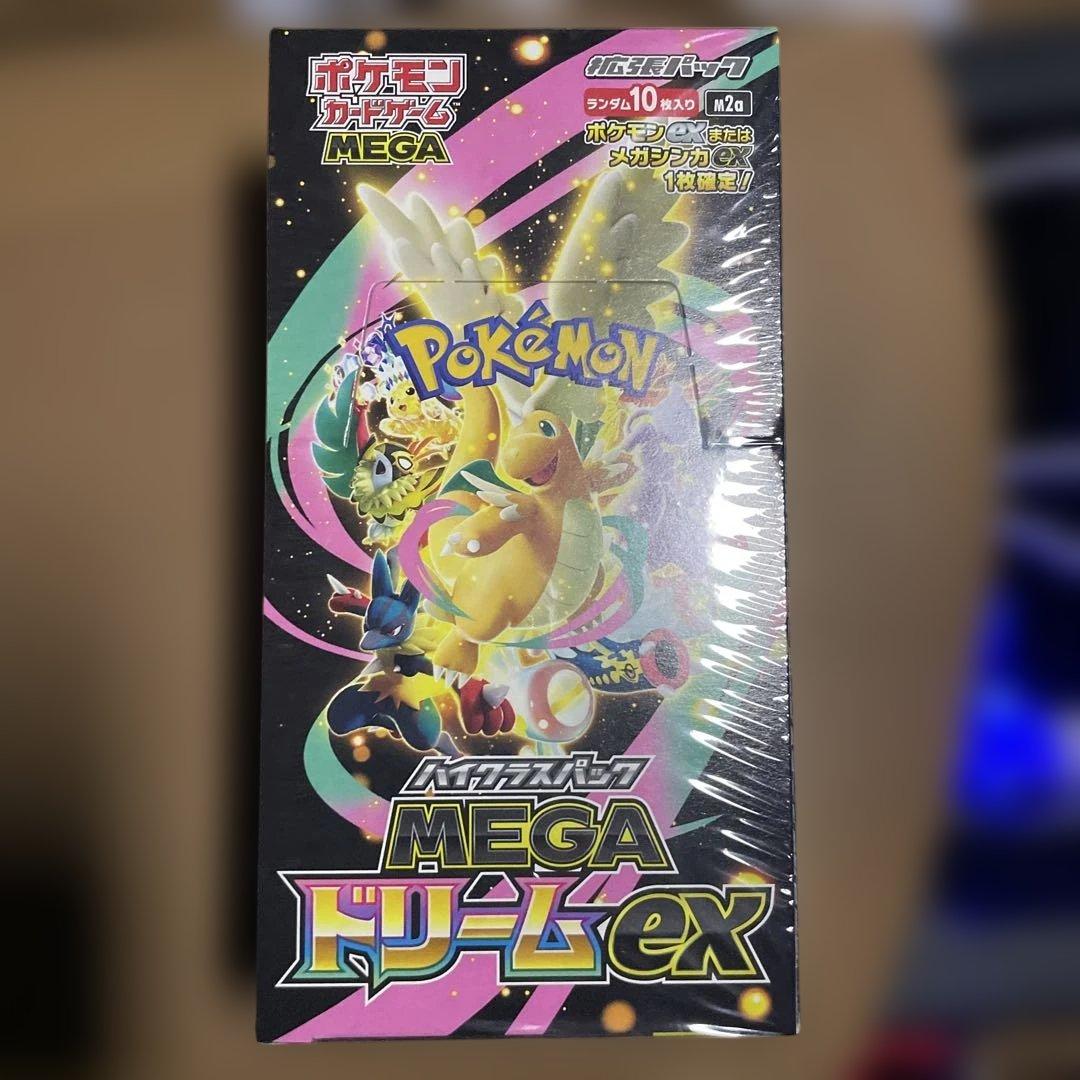 ポケモン
カードゲーム™
MEGA
拡張パック
ランダム10枚入り M2a
ポケモンexまたは
メガシンカex
1枚確定!
POKéMON
ハイクラスパック
MEGA
ドリームex